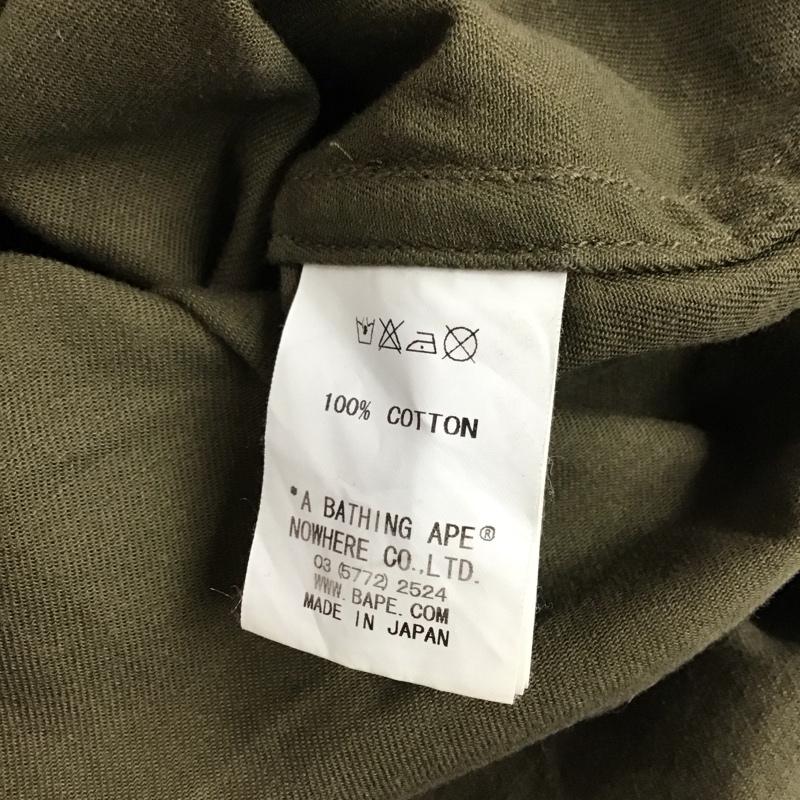 100% COTTON
"A BATHING APE®
NOWHERE CO.,LTD.
03 (5772) 2524
WWW.BAPE.COM
MADE IN JAPAN